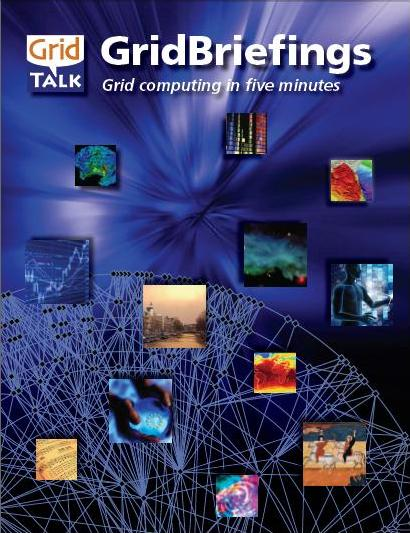 Grid
TALK
GridBriefings
Grid computing in five minutes